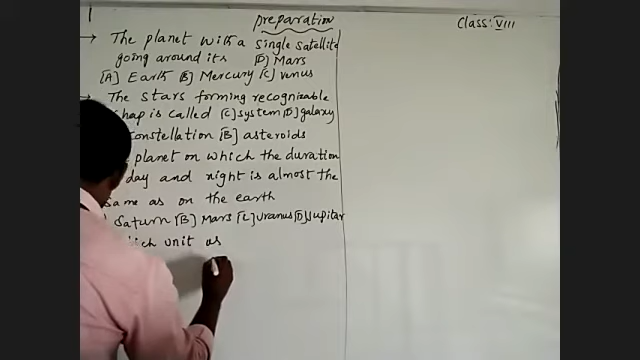 preparation
Class: VIII
→ The planet with a single satellite
going around its [D] Mars
[A] Earth [B] Mercury [C] venus
→ The stars forming recognizable
shap is called [C] system [D] galaxy
constellation [B] asteroids
planet on which the duration
day and night is almost the
same as on the earth
Saturn [B] Mars [C] Uranus [D] Jupitar
unit as